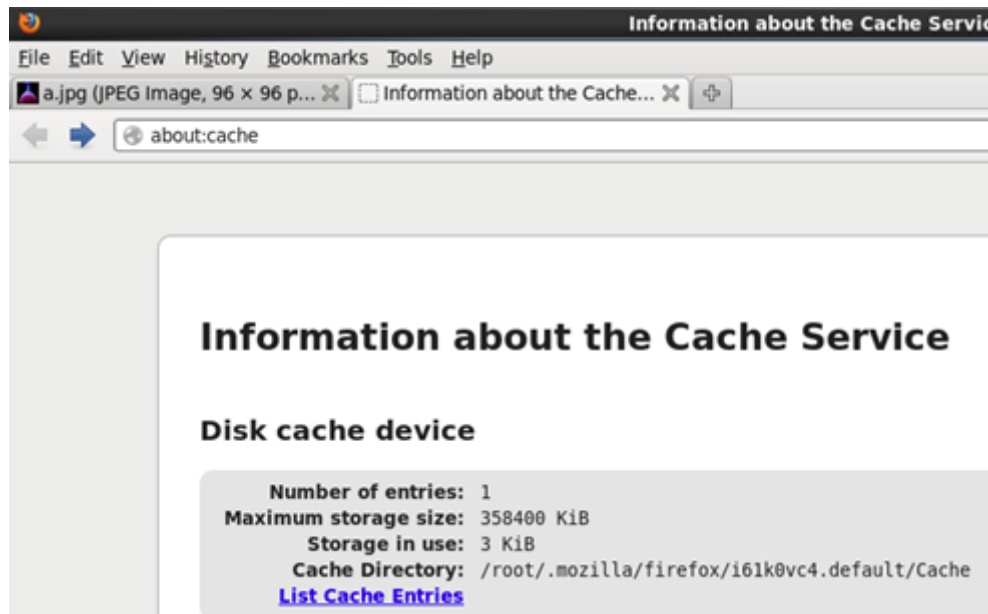 Information about the Cache Servic
File Edit View History Bookmarks Tools Help
a.jpg (JPEG Image, 96 × 96 p... Information about the Cache...
about:cache
Information about the Cache Service
Disk cache device
Number of entries: 1
Maximum storage size: 358400 KiB
Storage in use: 3 KiB
Cache Directory: /root/.mozilla/firefox/i61k0vc4.default/Cache
List Cache Entries